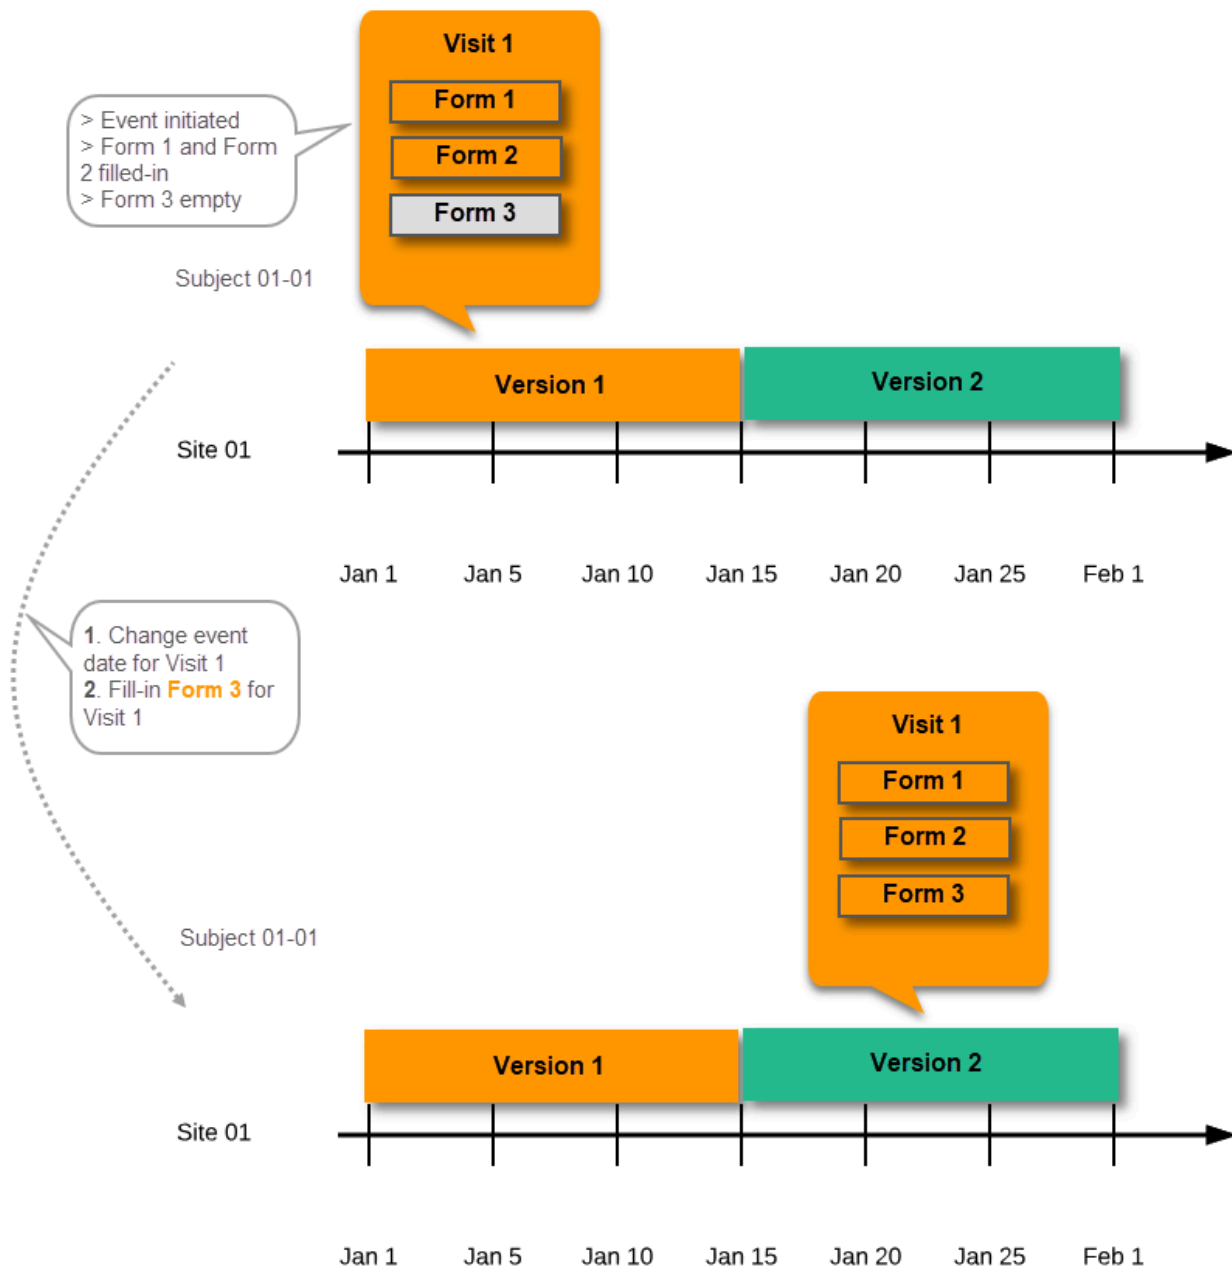 Visit 1
Form 1
Form 2
Form 3
> Event initiated
> Form 1 and Form
2 filled-in
> Form 3 empty
Subject 01-01
Version 1
Version 2
Site 01
Jan 1
Jan 5
Jan 10
Jan 15
Jan 20
Jan 25
Feb 1
1. Change event
date for Visit 1
2. Fill-in Form 3 for
Visit 1
Visit 1
Form 1
Form 2
Form 3
Subject 01-01
Version 1
Version 2
Site 01
Jan 1
Jan 5
Jan 10
Jan 15
Jan 20
Jan 25
Feb 1